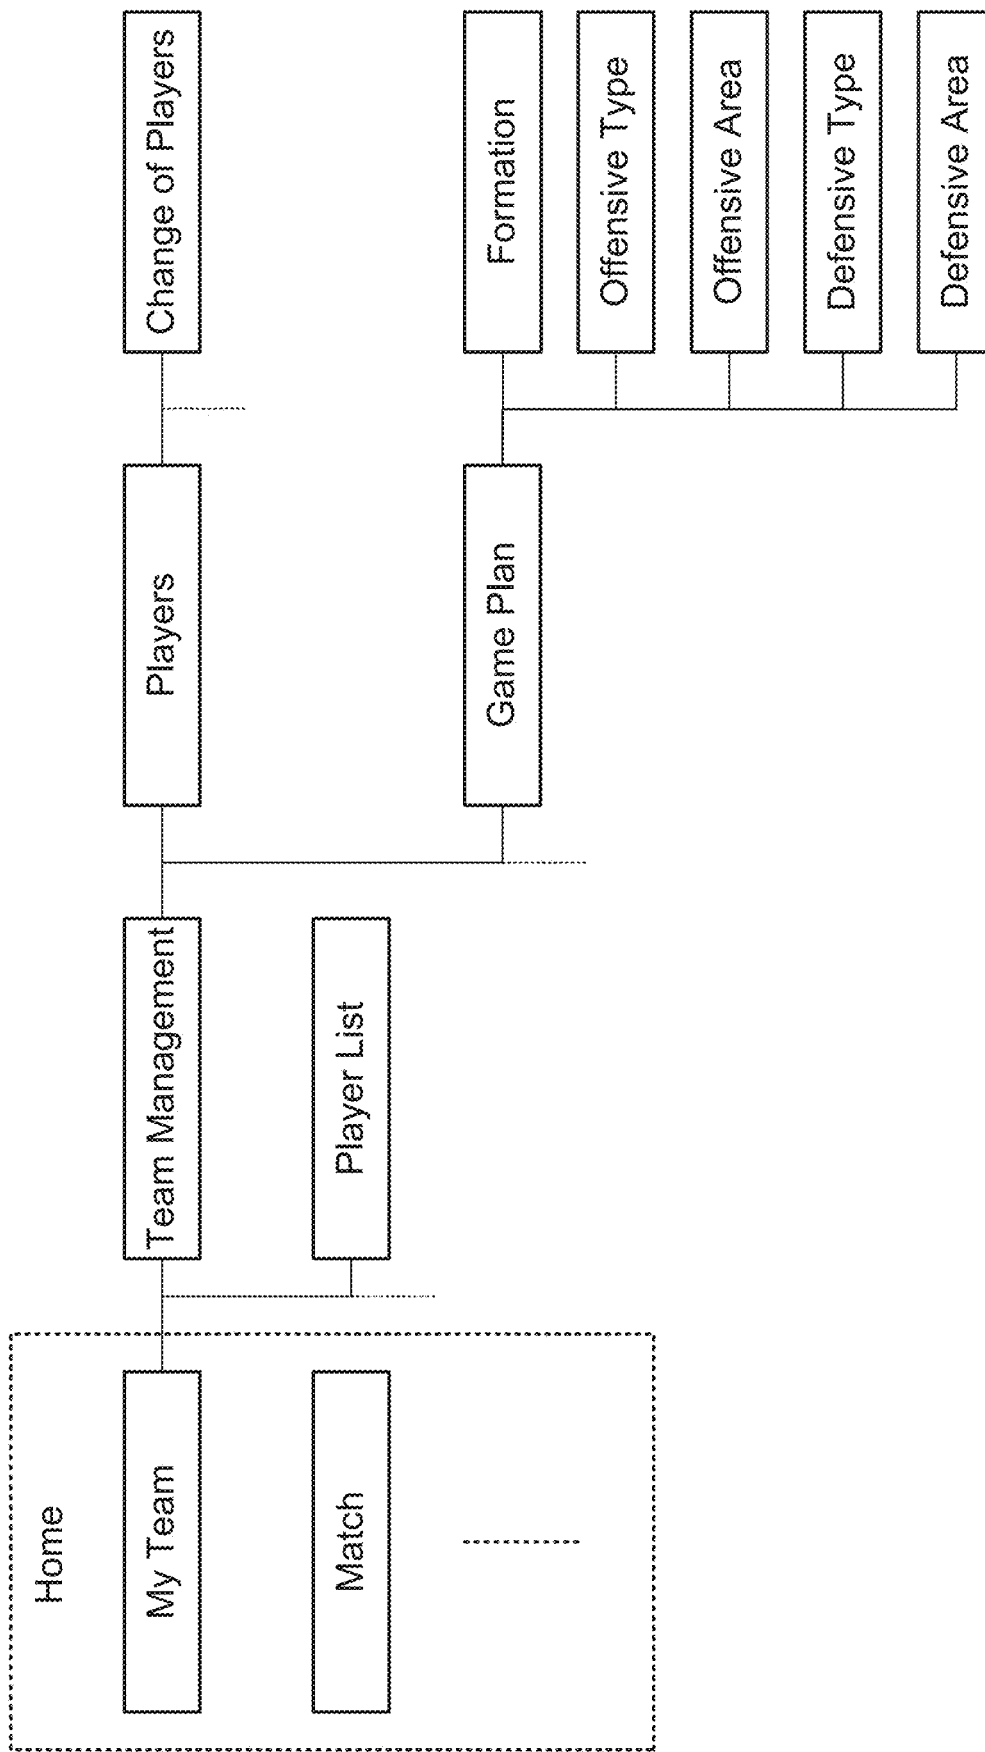 Home
My Team
Match
Team Management
Player List
Players
Game Plan
Change of Players
Formation
Offensive Type
Offensive Area
Defensive Type
Defensive Area